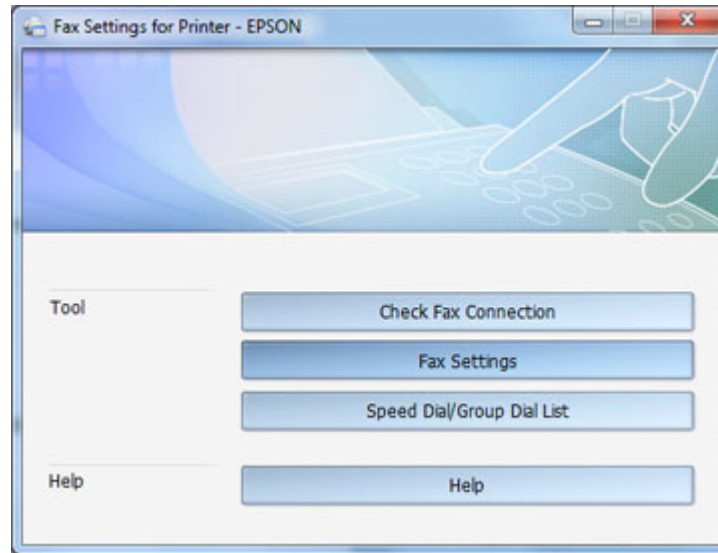 Fax Settings for Printer - EPSON
Tool
Check Fax Connection
Fax Settings
Speed Dial/Group Dial List
Help
Help